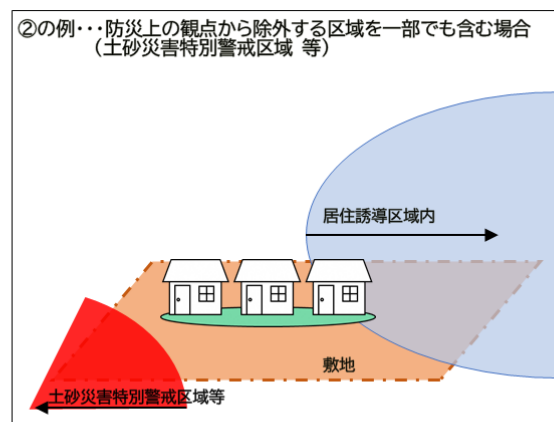 ②の例・・・防災上の観点から除外する区域を一部でも含む場合
（土砂災害特別警戒区域 等）
居住誘導区域内
敷地
土砂災害特別警戒区域等